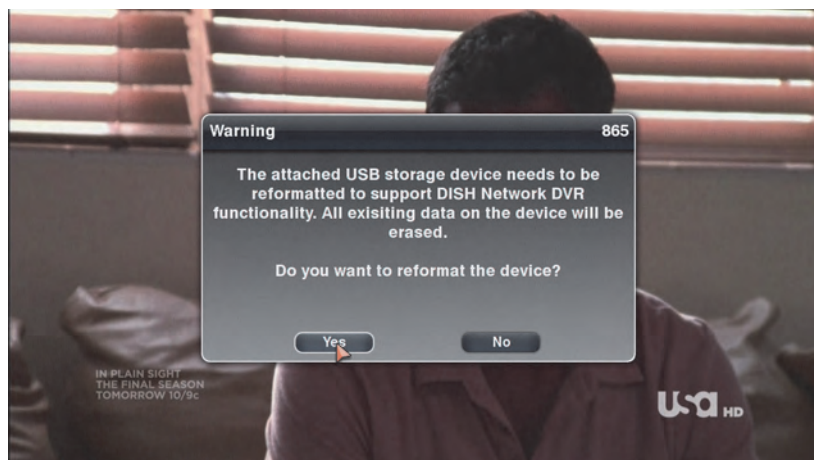 Warning 865
The attached USB storage device needs to be
reformatted to support DISH Network DVR
functionality. All exisiting data on the device will be
erased.
Do you want to reformat the device?
Yes No
IN PLAIN SIGHT
THE FINAL SEASON
TOMORROW 10/9c
USA HD